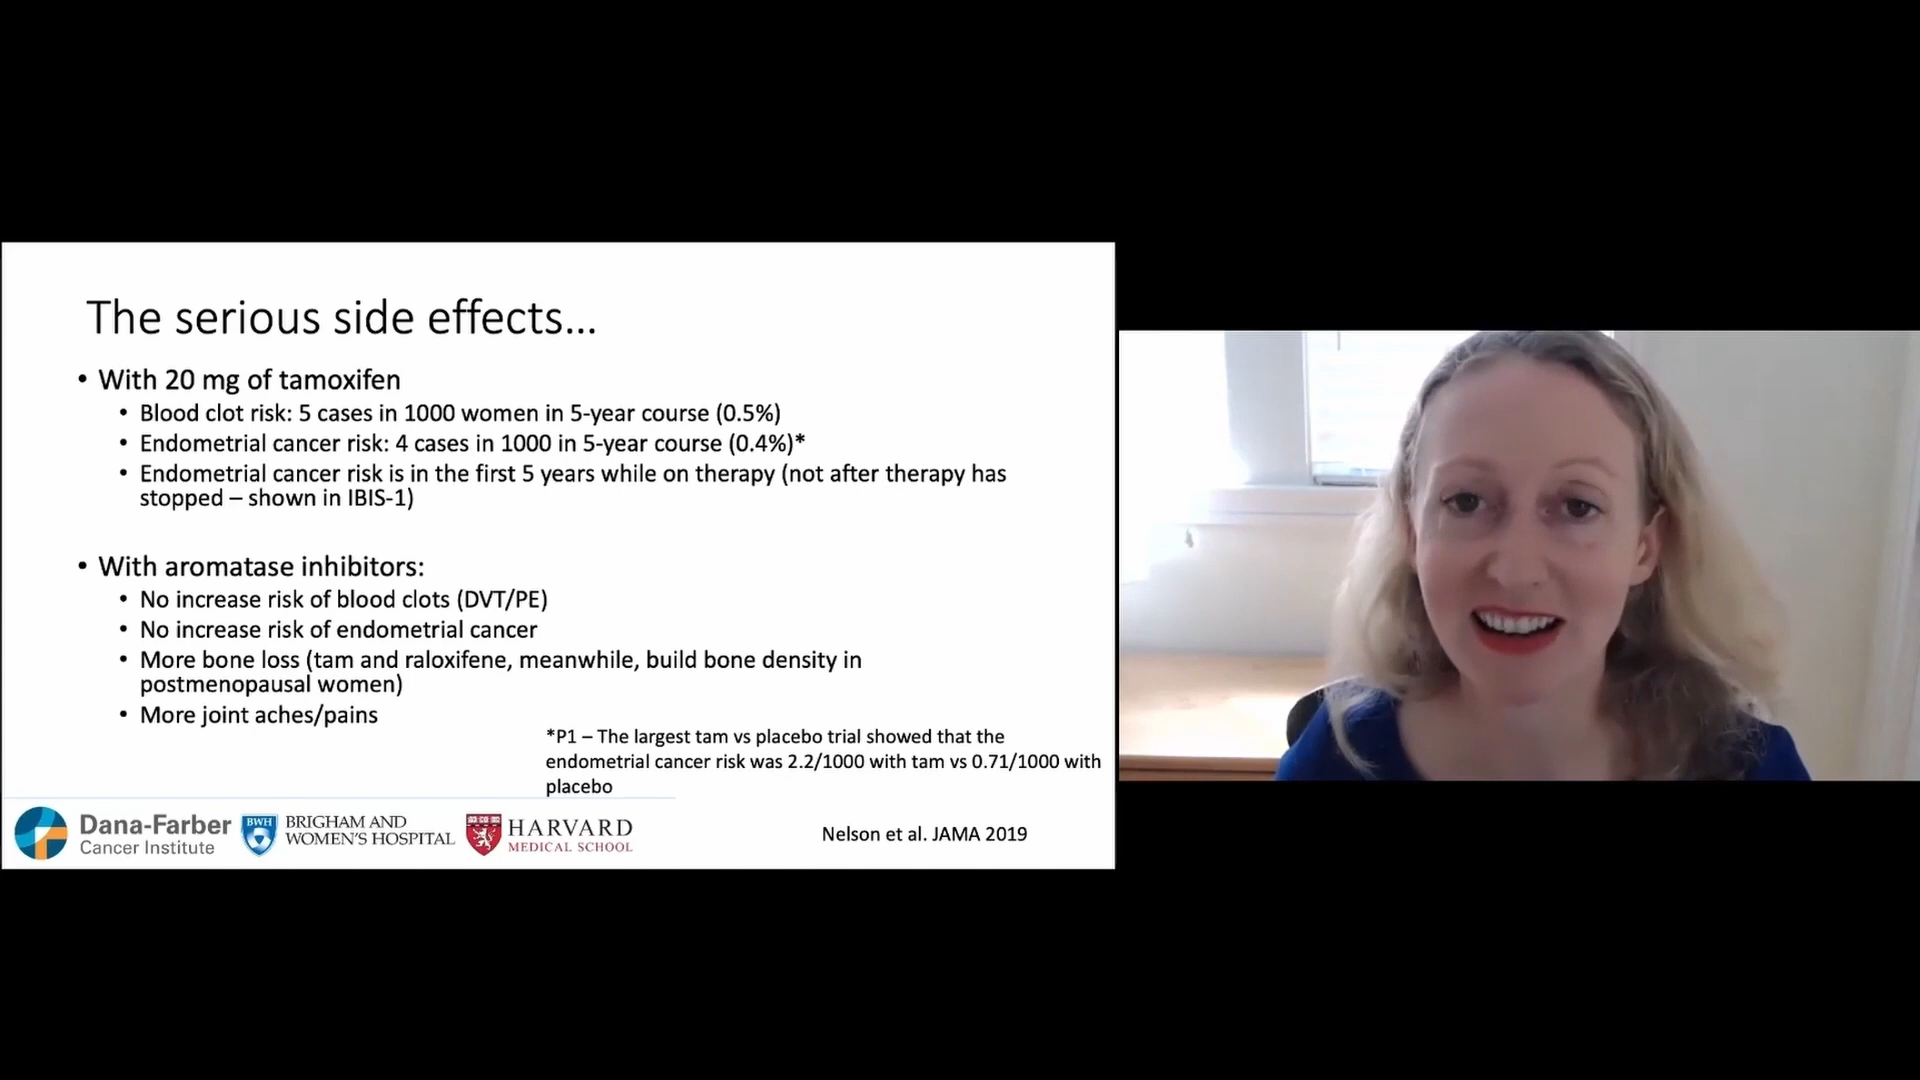 The serious side effects...
• With 20 mg of tamoxifen
• Blood clot risk: 5 cases in 1000 women in 5-year course (0.5%)
• Endometrial cancer risk: 4 cases in 1000 in 5-year course (0.4%)*
• Endometrial cancer risk is in the first 5 years while on therapy (not after therapy has
stopped – shown in IBIS-1)
• With aromatase inhibitors:
• No increase risk of blood clots (DVT/PE)
• No increase risk of endometrial cancer
• More bone loss (tam and raloxifene, meanwhile, build bone density in
postmenopausal women)
• More joint aches/pains
*P1 – The largest tam vs placebo trial showed that the
endometrial cancer risk was 2.2/1000 with tam vs 0.71/1000 with
placebo
Dana-Farber
Cancer Institute
BWH
BRIGHAM AND
WOMEN'S HOSPITAL
HARVARD
MEDICAL SCHOOL
Nelson et al. JAMA 2019